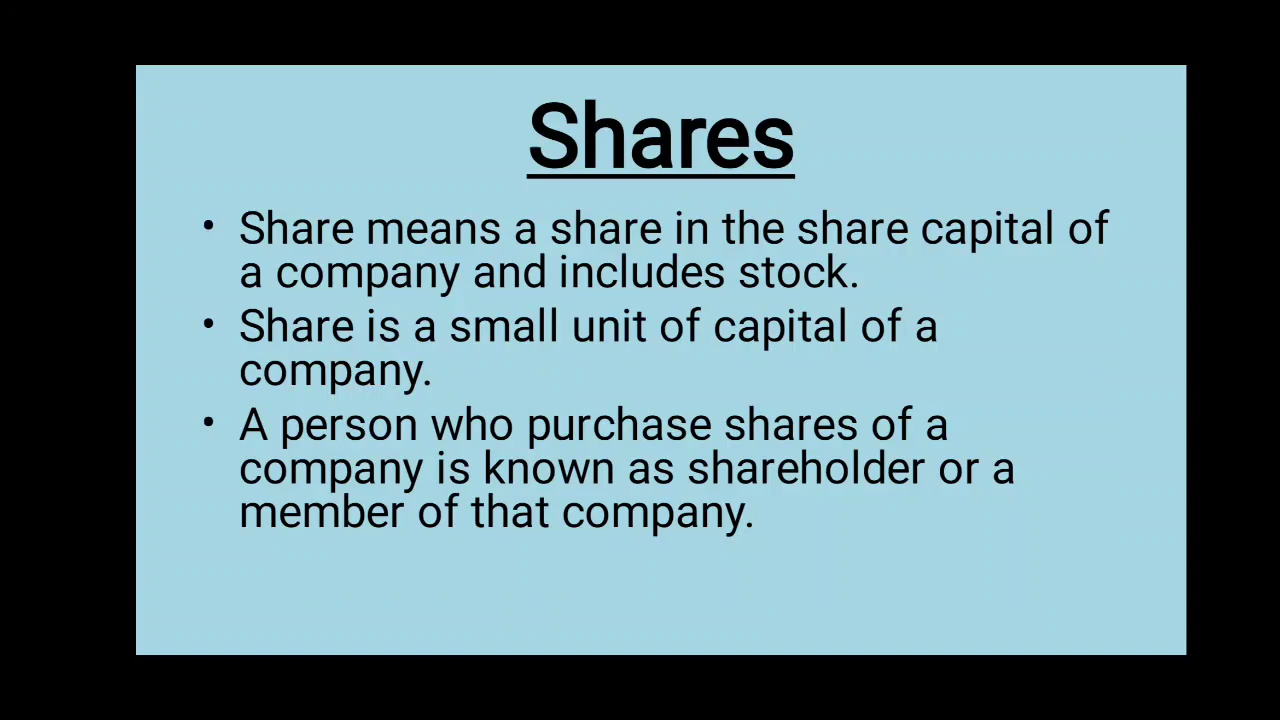 Shares
• Share means a share in the share capital of
a company and includes stock.
• Share is a small unit of capital of a
company.
• A person who purchase shares of a
company is known as shareholder or a
member of that company.